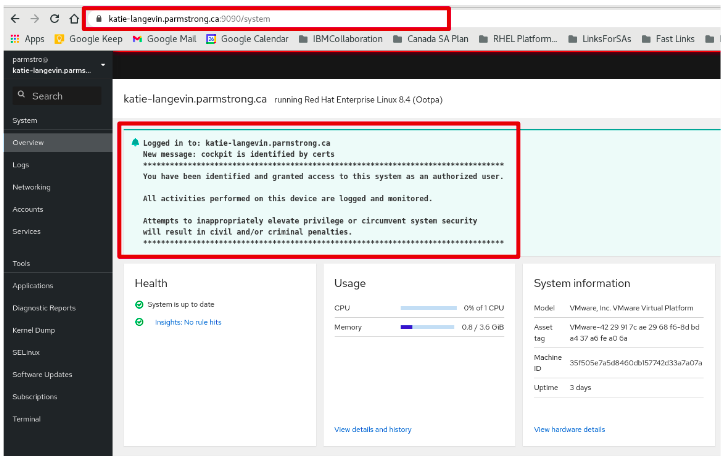 katie-langevin.parmstrong.ca:9090/system
Apps Google Keep Google Mail Google Calendar IBMCollaboration Canada SA Plan RHEL Platform... LinksForSAs Fast Links
parmstro@
katie-langevin.parms...
Search
System
Overview
Logs
Networking
Accounts
Services
Tools
Applications
Diagnostic Reports
Kernel Dump
SELinux
Software Updates
Subscriptions
Terminal
katie-langevin.parmstrong.ca running Red Hat Enterprise Linux 8.4 (Ootpa)
Logged in to: katie-langevin.parmstrong.ca
New message: cockpit is identified by certs
********************************************************************************
You have been identified and granted access to this system as an authorized user.
All activities performed on this device are logged and monitored.
Attempts to inappropriately elevate privilege or circumvent system security
will result in civil and/or criminal penalties.
********************************************************************************
Health
System is up to date
Insights: No rule hits
Usage
CPU 0% of 1 CPU
Memory 0.8 / 3.6 GiB
View details and history
System information
Model VMware, Inc. VMware Virtual Platform
Asset tag VMware-42 29 91 7c ae 29 68 f6-8d bd
a4 37 a6 fe a0 6a
Machine ID 35f505e7a5d8460db157742d33a7a07a
Uptime 3 days
View hardware details